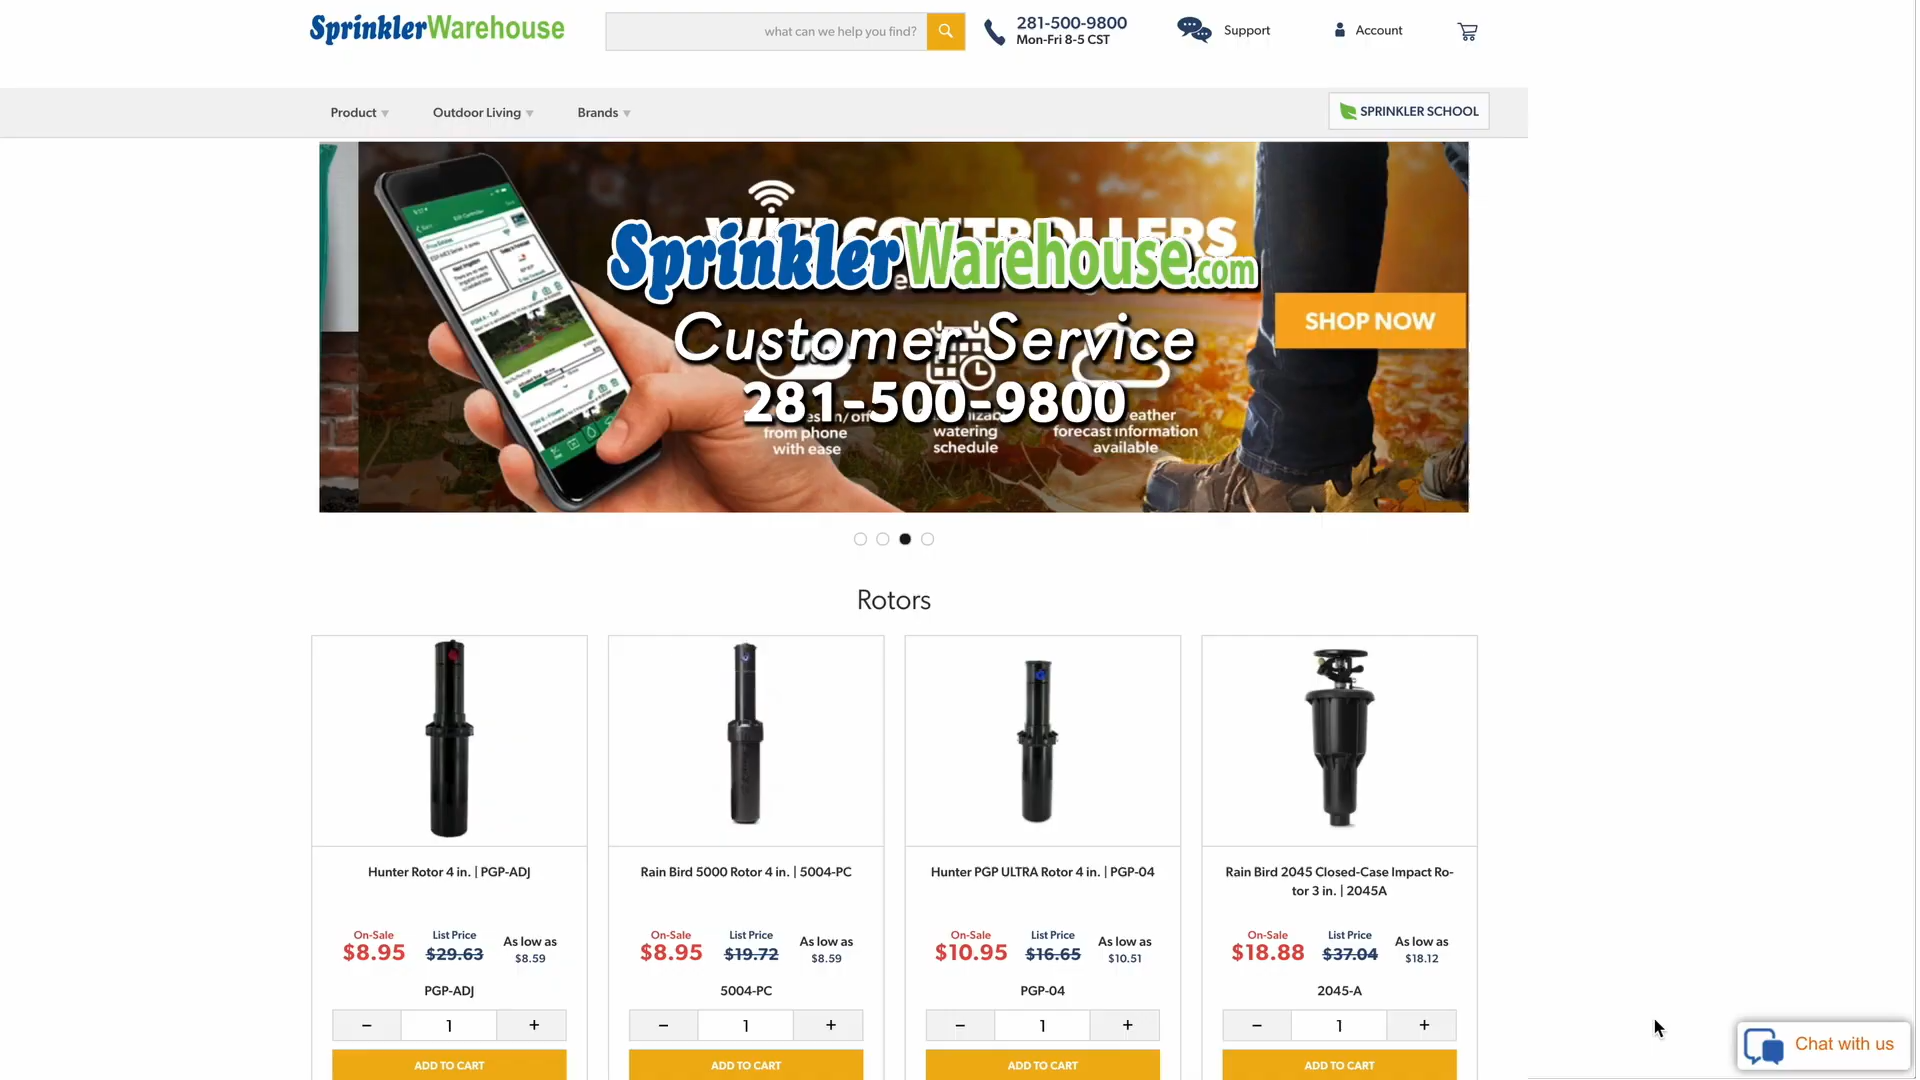 SprinklerWarehouse
what can we help you find?
281-500-9800
Mon-Fri 8-5 CST
Support
Account
Product
Outdoor Living
Brands
SPRINKLER SCHOOL
CONTROLLERS
SprinklerWarehouse.com
SHOP NOW
Customer Service
281-500-9800
from phone
with ease
watering
schedule
forecast information
available
Rotors
Hunter Rotor 4 in. | PGP-ADJ
On-Sale List Price As low as
$8.95 $29.63 $8.59
PGP-ADJ
− 1 +
ADD TO CART
Rain Bird 5000 Rotor 4 in. | 5004-PC
On-Sale List Price As low as
$8.95 $19.72 $8.59
5004-PC
− 1 +
ADD TO CART
Hunter PGP ULTRA Rotor 4 in. | PGP-04
On-Sale List Price As low as
$10.95 $16.65 $10.51
PGP-04
− 1 +
ADD TO CART
Rain Bird 2045 Closed-Case Impact Ro-
tor 3 in. | 2045A
On-Sale List Price As low as
$18.88 $37.04 $18.12
2045-A
− 1 +
ADD TO CART
Chat with us